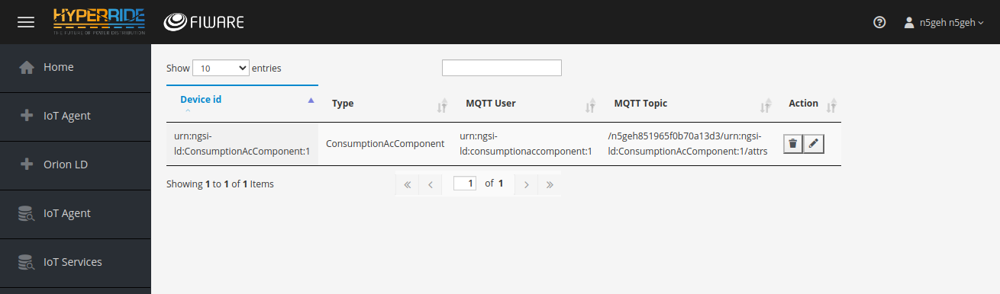 HYPERRIDE
THE FUTURE OF POWER DISTRIBUTION
FIWARE
n5geh n5geh
Home
IoT Agent
Orion LD
IoT Agent
IoT Services
Show 10 entries
Device id Type MQTT User MQTT Topic Action
urn:ngsi-
ld:ConsumptionAcComponent:1
ConsumptionAcComponent
urn:ngsi-
ld:consumptionaccomponent:1
/n5geh851965f0b70a13d3/urn:ngsi-
ld:ConsumptionAcComponent:1/attrs
Showing 1 to 1 of 1 Items
1 of 1